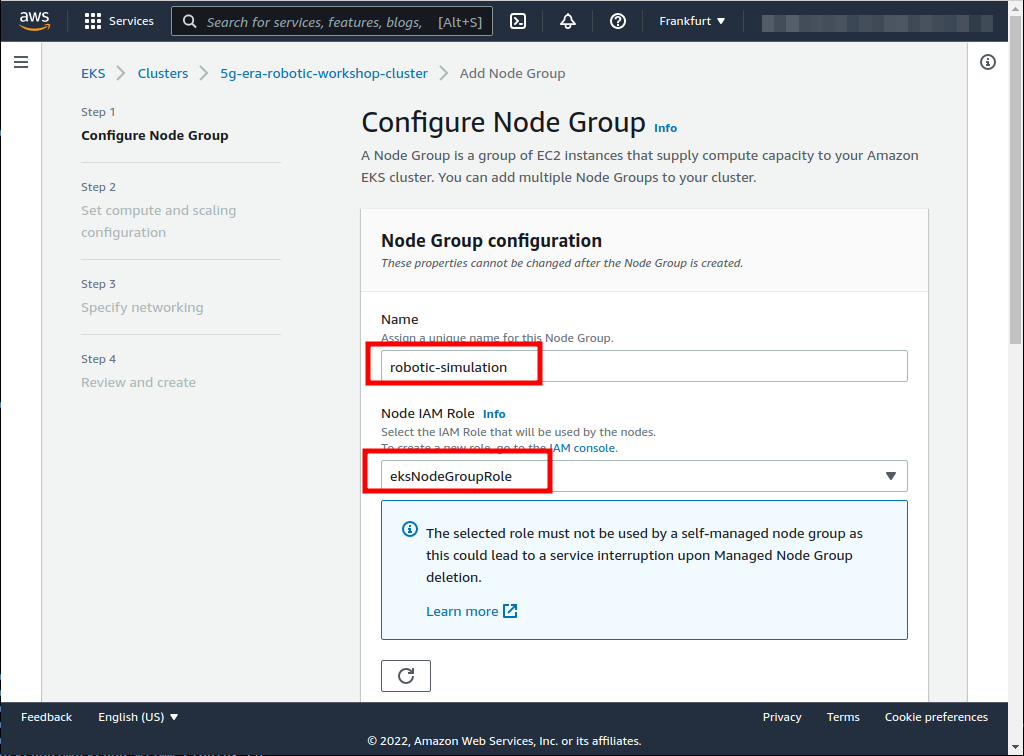 aws
Services
Search for services, features, blogs, [Alt+S]
Frankfurt
EKS
Clusters
5g-era-robotic-workshop-cluster
Add Node Group
Step 1
Configure Node Group
Step 2
Set compute and scaling
configuration
Step 3
Specify networking
Step 4
Review and create
Configure Node Group Info
A Node Group is a group of EC2 instances that supply compute capacity to your Amazon
EKS cluster. You can add multiple Node Groups to your cluster.
Node Group configuration
These properties cannot be changed after the Node Group is created.
Name
Assign a unique name for this Node Group.
robotic-simulation
Node IAM Role Info
Select the IAM Role that will be used by the nodes.
To create a new role, go to the IAM console.
eksNodeGroupRole
The selected role must not be used by a self-managed node group as
this could lead to a service interruption upon Managed Node Group
deletion.
Learn more
Feedback
English (US)
Privacy
Terms
Cookie preferences
© 2022, Amazon Web Services, Inc. or its affiliates.